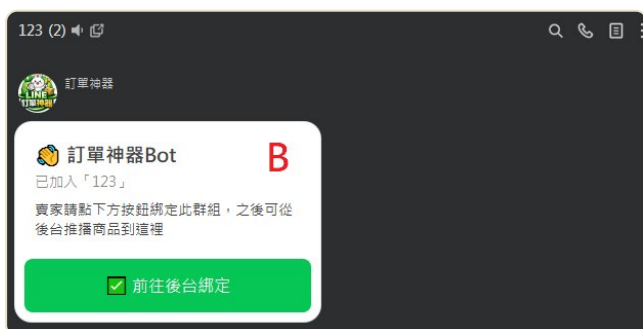 123 (2)
訂單神器
LINE
訂單神器
訂單神器Bot
B
已加入「123」
賣家請點下方按鈕綁定此群組，之後可從
後台推播商品到這裡
前往後台綁定